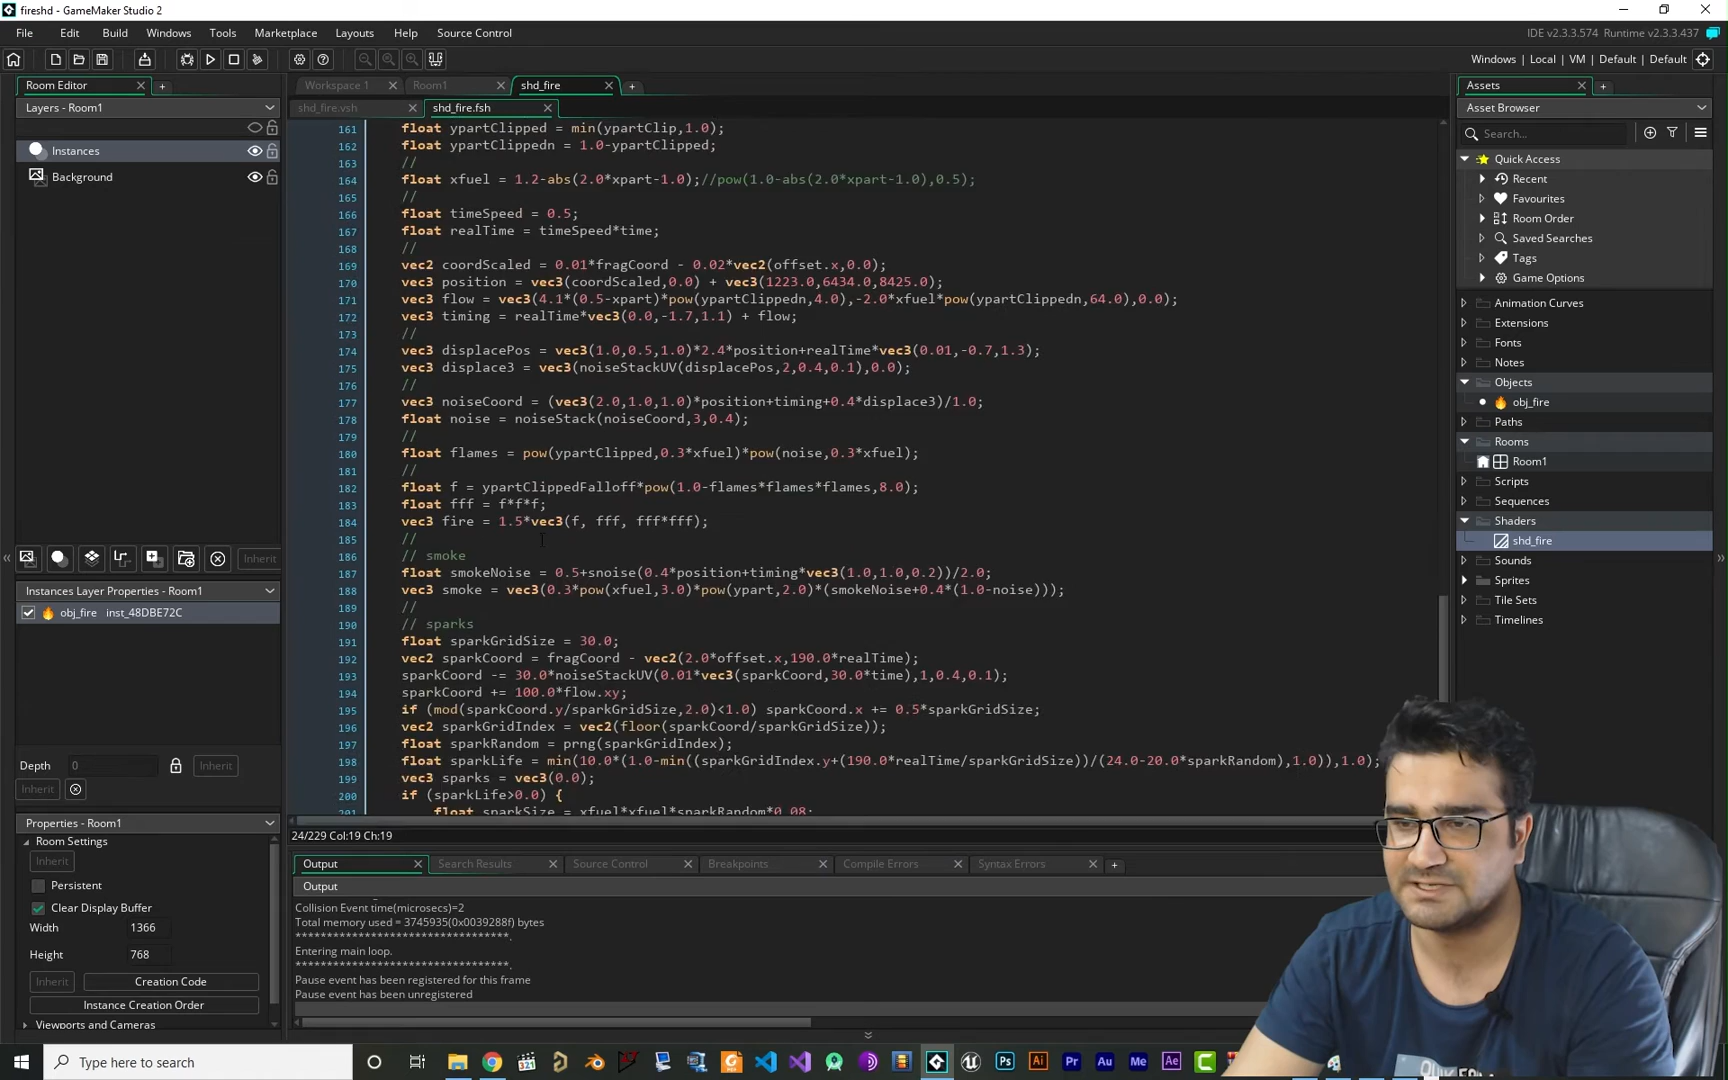 fireshd - GameMaker Studio 2
File Edit Build Windows Tools Marketplace Layouts Help Source Control
IDE v2.3.3.574 Runtime v2.3.3.437
Windows | Local | VM | Default | Default
Room Editor
Workspace 1 Room1 shd_fire
Assets
Layers - Room1
shd_fire.vsh shd_fire.fsh
Asset Browser
Search...
Instances
Background
Quick Access
Recent
Favourites
Room Order
Saved Searches
Tags
Game Options
Animation Curves
Extensions
Fonts
Notes
Objects
obj_fire
Paths
Rooms
Room1
Scripts
Sequences
Shaders
shd_fire
Sounds
Sprites
Tile Sets
Timelines
161 float ypartClipped = min(ypartClip,1.0);
162 float ypartClippedn = 1.0-ypartClipped;
163 //
164 float xfuel = 1.2-abs(2.0*xpart-1.0);//pow(1.0-abs(2.0*xpart-1.0),0.5);
165 //
166 float timeSpeed = 0.5;
167 float realTime = timeSpeed*time;
168 //
169 vec2 coordScaled = 0.01*fragCoord - 0.02*vec2(offset.x,0.0);
170 vec3 position = vec3(coordScaled,0.0) + vec3(1223.0,6434.0,8425.0);
171 vec3 flow = vec3(4.1*(0.5-xpart)*pow(ypartClippedn,4.0),-2.0*xfuel*pow(ypartClippedn,64.0),0.0);
172 vec3 timing = realTime*vec3(0.0,-1.7,1.1) + flow;
173 //
174 vec3 displacePos = vec3(1.0,0.5,1.0)*2.4*position+realTime*vec3(0.01,-0.7,1.3);
175 vec3 displace3 = vec3(noiseStackUV(displacePos,2,0.4,0.1),0.0);
176 //
177 vec3 noiseCoord = (vec3(2.0,1.0,1.0)*position+timing+0.4*displace3)/1.0;
178 float noise = noiseStack(noiseCoord,3,0.4);
179 //
180 float flames = pow(ypartClipped,0.3*xfuel)*pow(noise,0.3*xfuel);
181 //
182 float f = ypartClippedFalloff*pow(1.0-flames*flames*flames,8.0);
183 float fff = f*f*f;
184 vec3 fire = 1.5*vec3(f, fff, fff*fff);
185 //
186 // smoke
187 float smokeNoise = 0.5+snoise(0.4*position+timing*vec3(1.0,1.0,0.2))/2.0;
188 vec3 smoke = vec3(0.3*pow(xfuel,3.0)*pow(ypart,2.0)*(smokeNoise+0.4*(1.0-noise)));
189 //
190 // sparks
191 float sparkGridSize = 30.0;
192 vec2 sparkCoord = fragCoord - vec2(2.0*offset.x,190.0*realTime);
193 sparkCoord -= 30.0*noiseStackUV(0.01*vec3(sparkCoord,30.0*time),1,0.4,0.1);
194 sparkCoord += 100.0*flow.xy;
195 if (mod(sparkCoord.y/sparkGridSize,2.0)<1.0) sparkCoord.x += 0.5*sparkGridSize;
196 vec2 sparkGridIndex = vec2(floor(sparkCoord/sparkGridSize));
197 float sparkRandom = prng(sparkGridIndex);
198 float sparkLife = min(10.0*(1.0-min((sparkGridIndex.y+(190.0*realTime/sparkGridSize))/(24.0-20.0*sparkRandom),1.0)),1.0);
199 vec3 sparks = vec3(0.0);
200 if (sparkLife>0.0) {
201 float sparkSize = xfuel*xfuel*sparkRandom*0.08;
24/229 Col:19 Ch:19
Inherit
Instances Layer Properties - Room1
obj_fire inst_48DBE72C
Depth 0 Inherit
Inherit
Properties - Room1
Room Settings
Inherit
Persistent
Clear Display Buffer
Width 1366
Height 768
Inherit Creation Code
Instance Creation Order
Viewports and Cameras
Output Search Results Source Control Breakpoints Compile Errors Syntax Errors
Output
Collision Event time(microsecs)=2
Total memory used = 3745935(0x0039288f) bytes
**********************************.
Entering main loop.
**********************************.
Pause event has been registered for this frame
Pause event has been unregistered
Type here to search